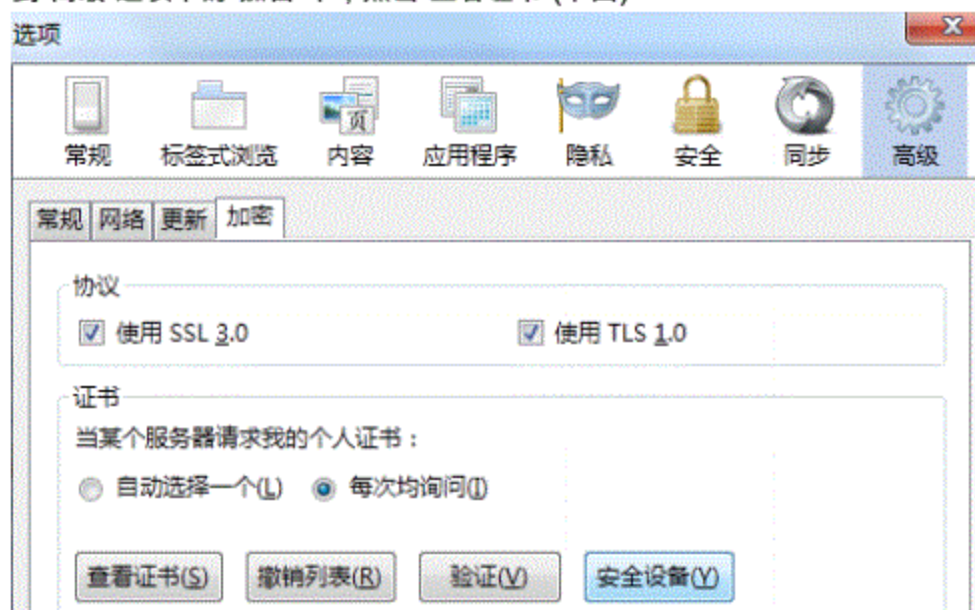 选项
常规 标签式浏览 内容 应用程序 隐私 安全 同步 高级
页
常规 网络 更新 加密
协议
使用 SSL 3.0 使用 TLS 1.0
证书
当某个服务器请求我的个人证书：
自动选择一个(L) 每次均询问(I)
查看证书(S) 撤销列表(R) 验证(V) 安全设备(Y)